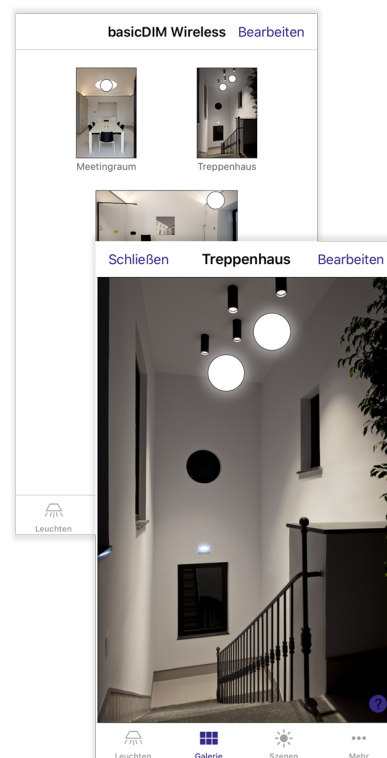 basicDIM Wireless Bearbeiten
Meetingraum Treppenhaus
Leuchten
Schließen Treppenhaus Bearbeiten
?
Leuchten Galerie Szenen Mehr